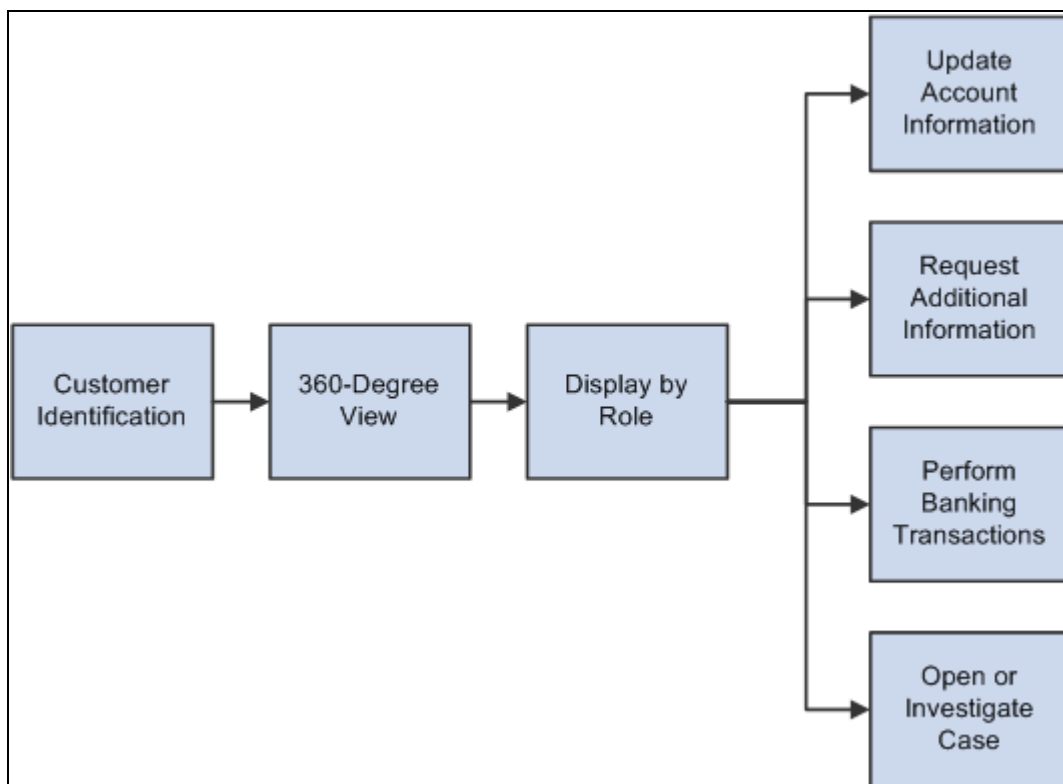 Update
Account
Information
Request
Additional
Information
Customer
Identification
360-Degree
View
Display by
Role
Perform
Banking
Transactions
Open or
Investigate
Case